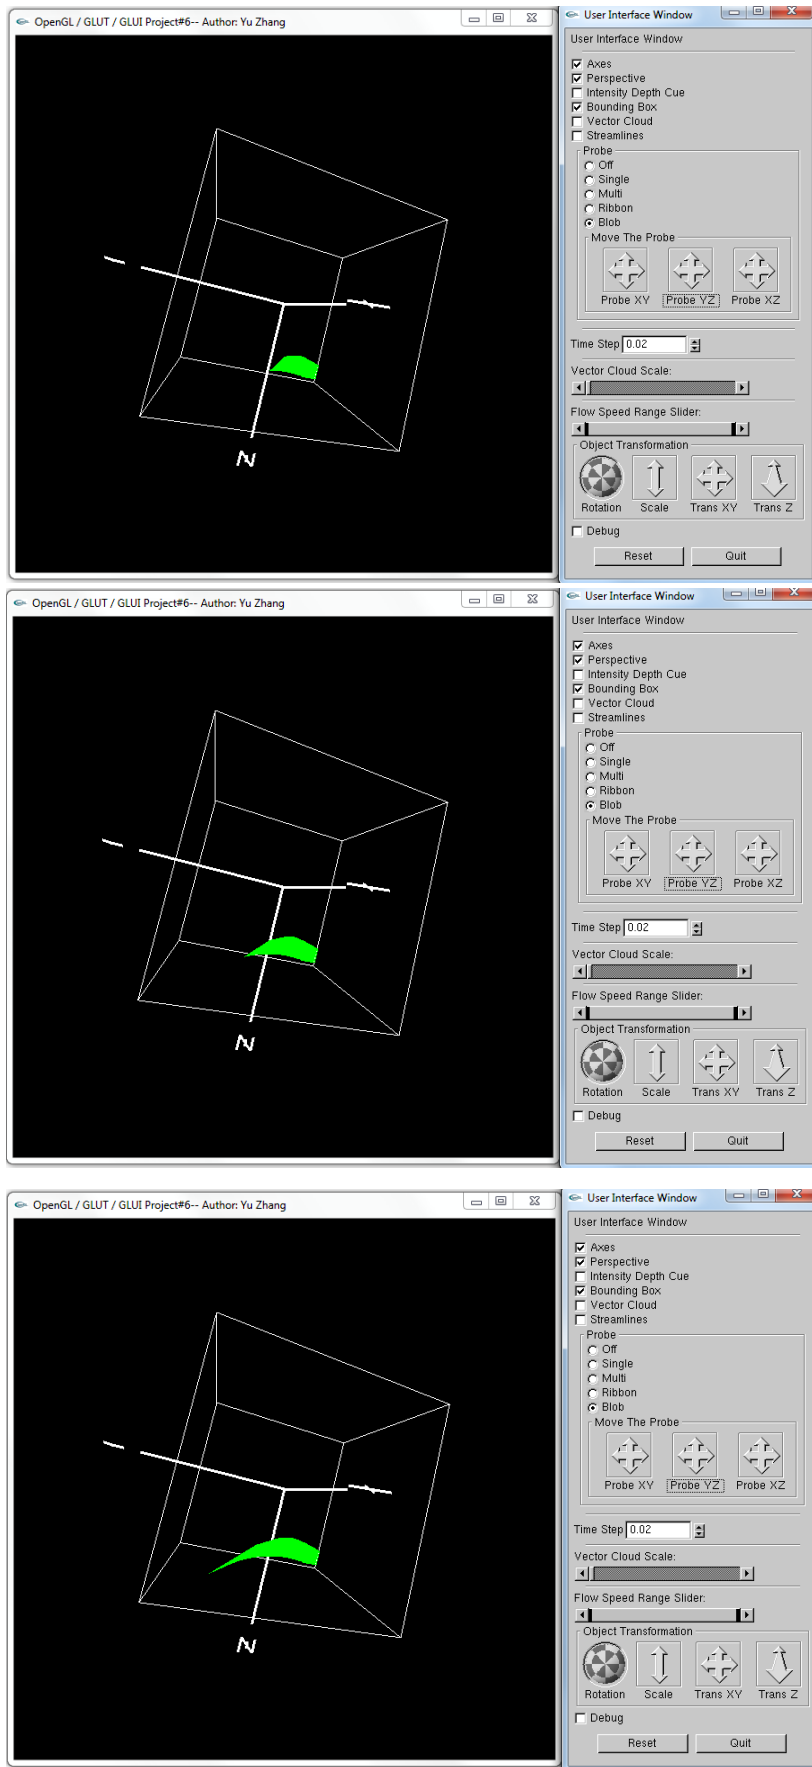 OpenGL / GLUT / GLUI Project#6-- Author: Yu Zhang
User Interface Window
User Interface Window
Axes
Perspective
Intensity Depth Cue
Bounding Box
Vector Cloud
Streamlines
Probe
Off
Single
Multi
Ribbon
Blob
Move The Probe
Probe XY Probe YZ Probe XZ
Time Step 0.02
Vector Cloud Scale:
Flow Speed Range Slider:
Object Transformation
Rotation Scale Trans XY Trans Z
Debug
Reset Quit
OpenGL / GLUT / GLUI Project#6-- Author: Yu Zhang
User Interface Window
User Interface Window
Axes
Perspective
Intensity Depth Cue
Bounding Box
Vector Cloud
Streamlines
Probe
Off
Single
Multi
Ribbon
Blob
Move The Probe
Probe XY Probe YZ Probe XZ
Time Step 0.02
Vector Cloud Scale:
Flow Speed Range Slider:
Object Transformation
Rotation Scale Trans XY Trans Z
Debug
Reset Quit
OpenGL / GLUT / GLUI Project#6-- Author: Yu Zhang
User Interface Window
User Interface Window
Axes
Perspective
Intensity Depth Cue
Bounding Box
Vector Cloud
Streamlines
Probe
Off
Single
Multi
Ribbon
Blob
Move The Probe
Probe XY Probe YZ Probe XZ
Time Step 0.02
Vector Cloud Scale:
Flow Speed Range Slider:
Object Transformation
Rotation Scale Trans XY Trans Z
Debug
Reset Quit